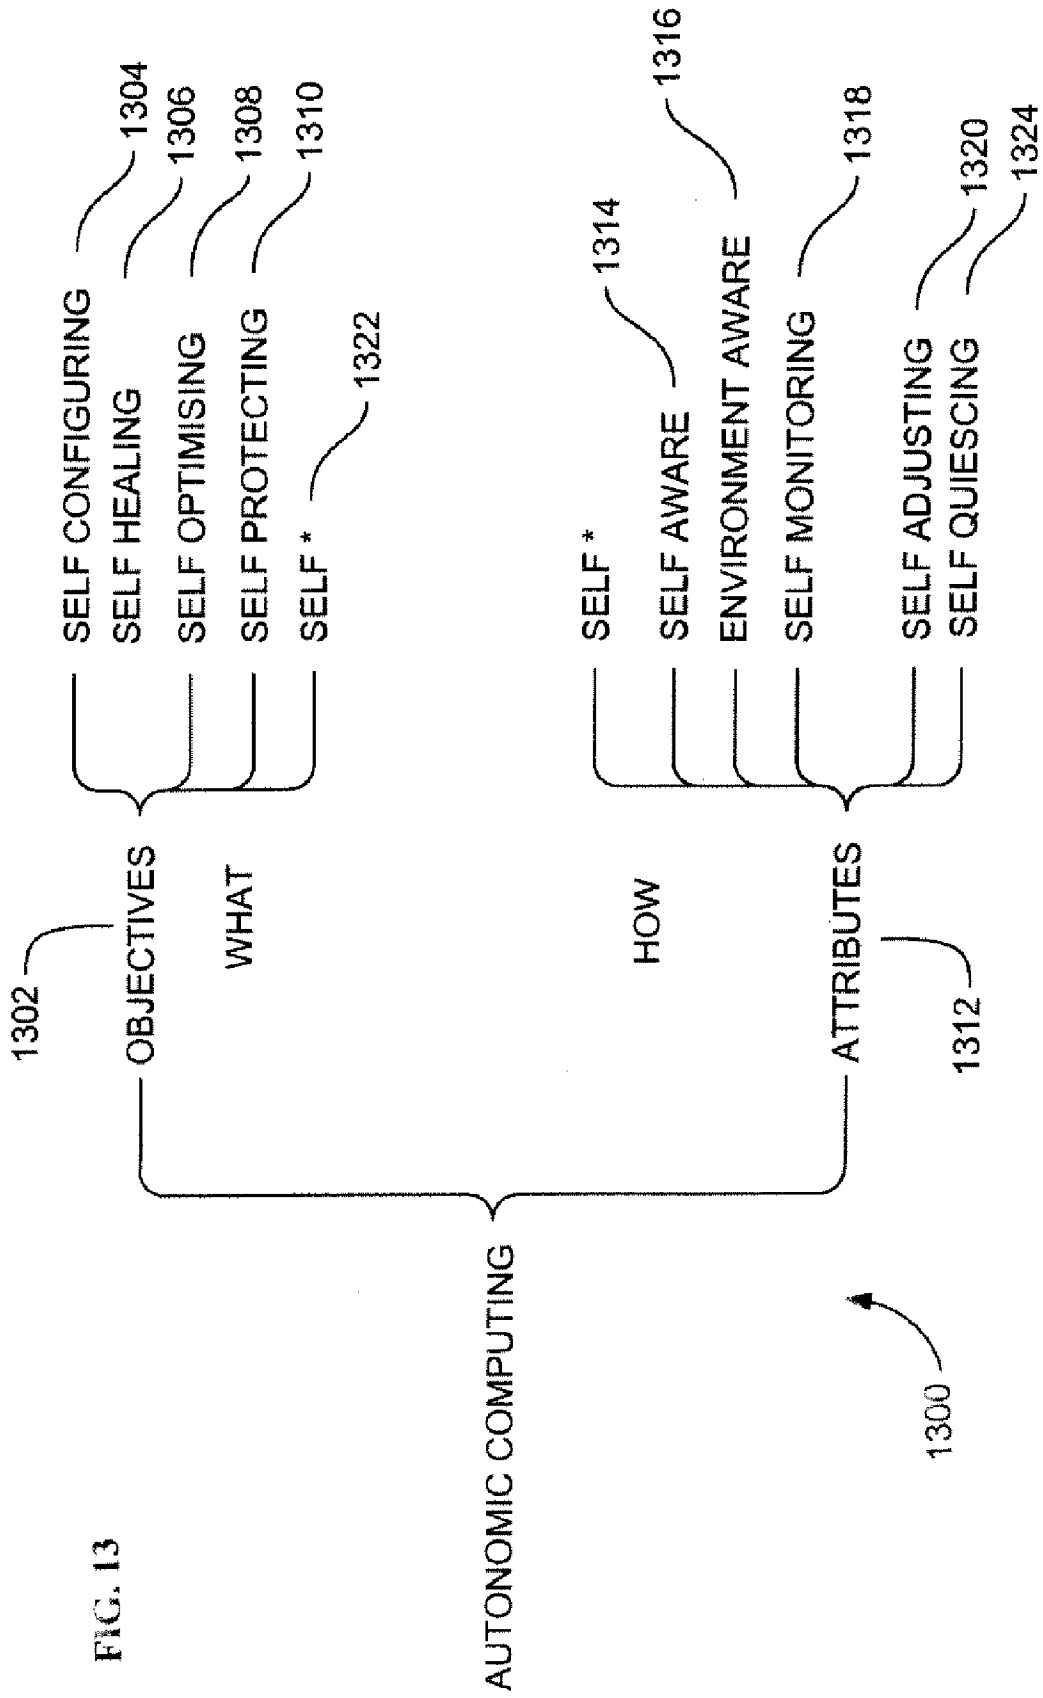 FIG. 13
AUTONOMIC COMPUTING
1300
1302
OBJECTIVES
WHAT
SELF CONFIGURING
1304
SELF HEALING
1306
SELF OPTIMISING
1308
SELF PROTECTING
1310
SELF *
1322
HOW
ATTRIBUTES
1312
SELF *
SELF AWARE
1314
ENVIRONMENT AWARE
1316
SELF MONITORING
1318
SELF ADJUSTING
1320
SELF QUIESCING
1324